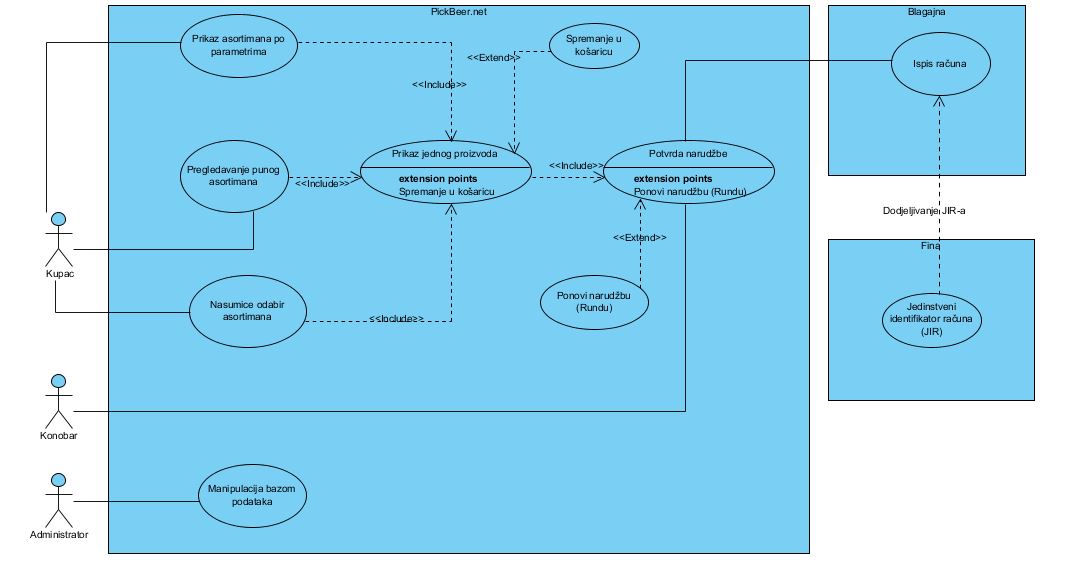 PickBeer.net
Blagajna
Prikaz asortimana po
parametrima
Spremanje u
košaricu
<<Extend>>
<<Include>>
Ispis računa
Prikaz jednog proizvoda
extension points
Spremanje u košaricu
<<Include>>
Potvrda narudžbe
extension points
Ponovi narudžbu (Rundu)
Pregledavanje punog
asortimana
<<Include>>
Dodjeljivanje JIR-a
<<Extend>>
Fina
Kupac
Nasumice odabir
asortimana
<<Include>>
Ponovi narudžbu
(Rundu)
Jedinstveni
identifikator računa
(JIR)
Konobar
Manipulacija bazom
podataka
Administrator